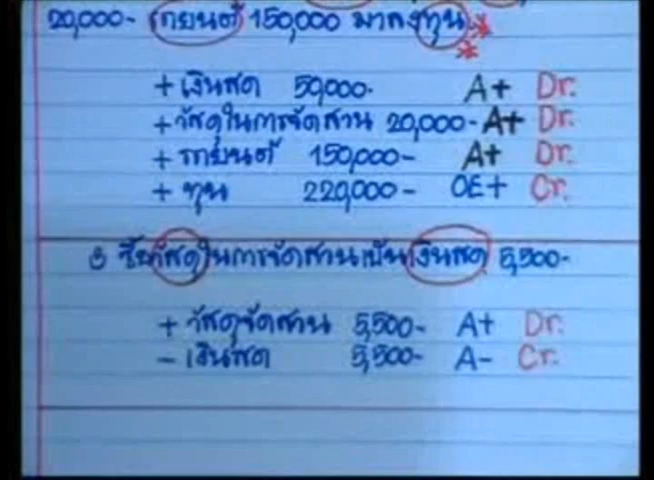 20,000- รถยนต์ 150,000 มาลงทุน
+ เงินสด 50,000- A+ Dr.
+ วัสดุในการจัดสวน 20,000- A+ Dr.
+ รถยนต์ 150,000- A+ Dr.
+ ทุน 220,000- OE+ Cr.
3 ซื้อวัสดุในการจัดสวนเป็นเงินสด 5,500-
+ วัสดุจัดสวน 5,500- A+ Dr.
- เงินสด 5,500- A- Cr.